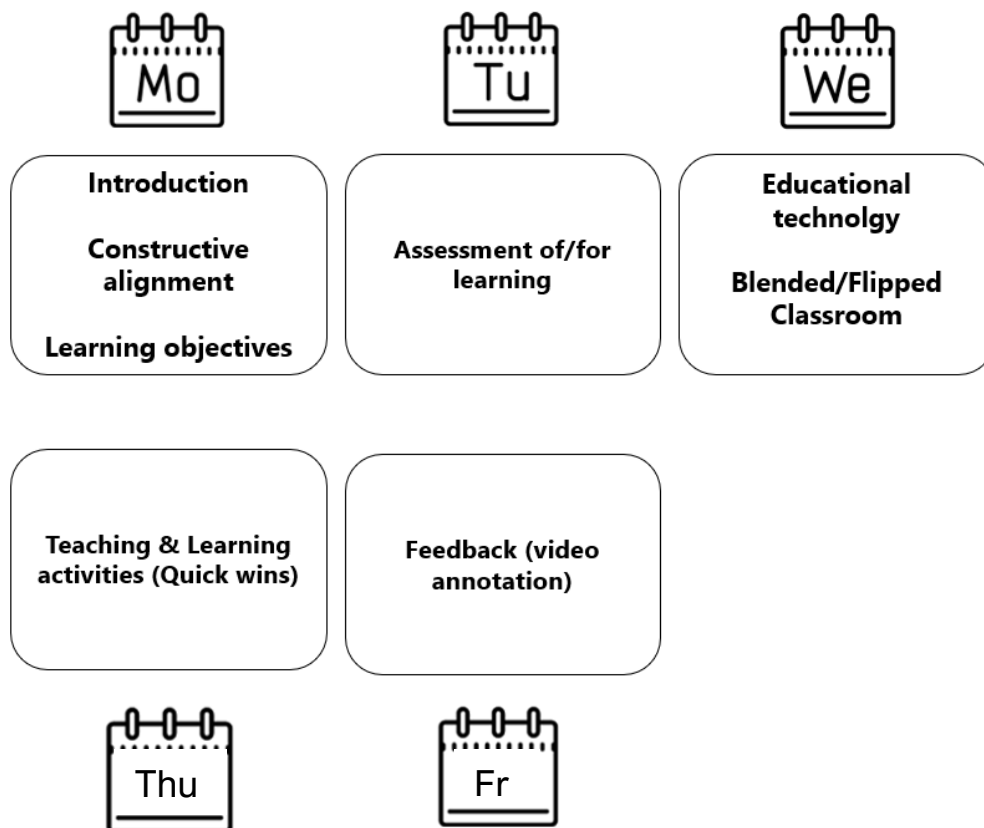 Mo
Tu
We
Introduction
Constructive
alignment
Learning objectives
Assessment of/for
learning
Educational
technolgy
Blended/Flipped
Classroom
Teaching & Learning
activities (Quick wins)
Feedback (video
annotation)
Thu
Fr